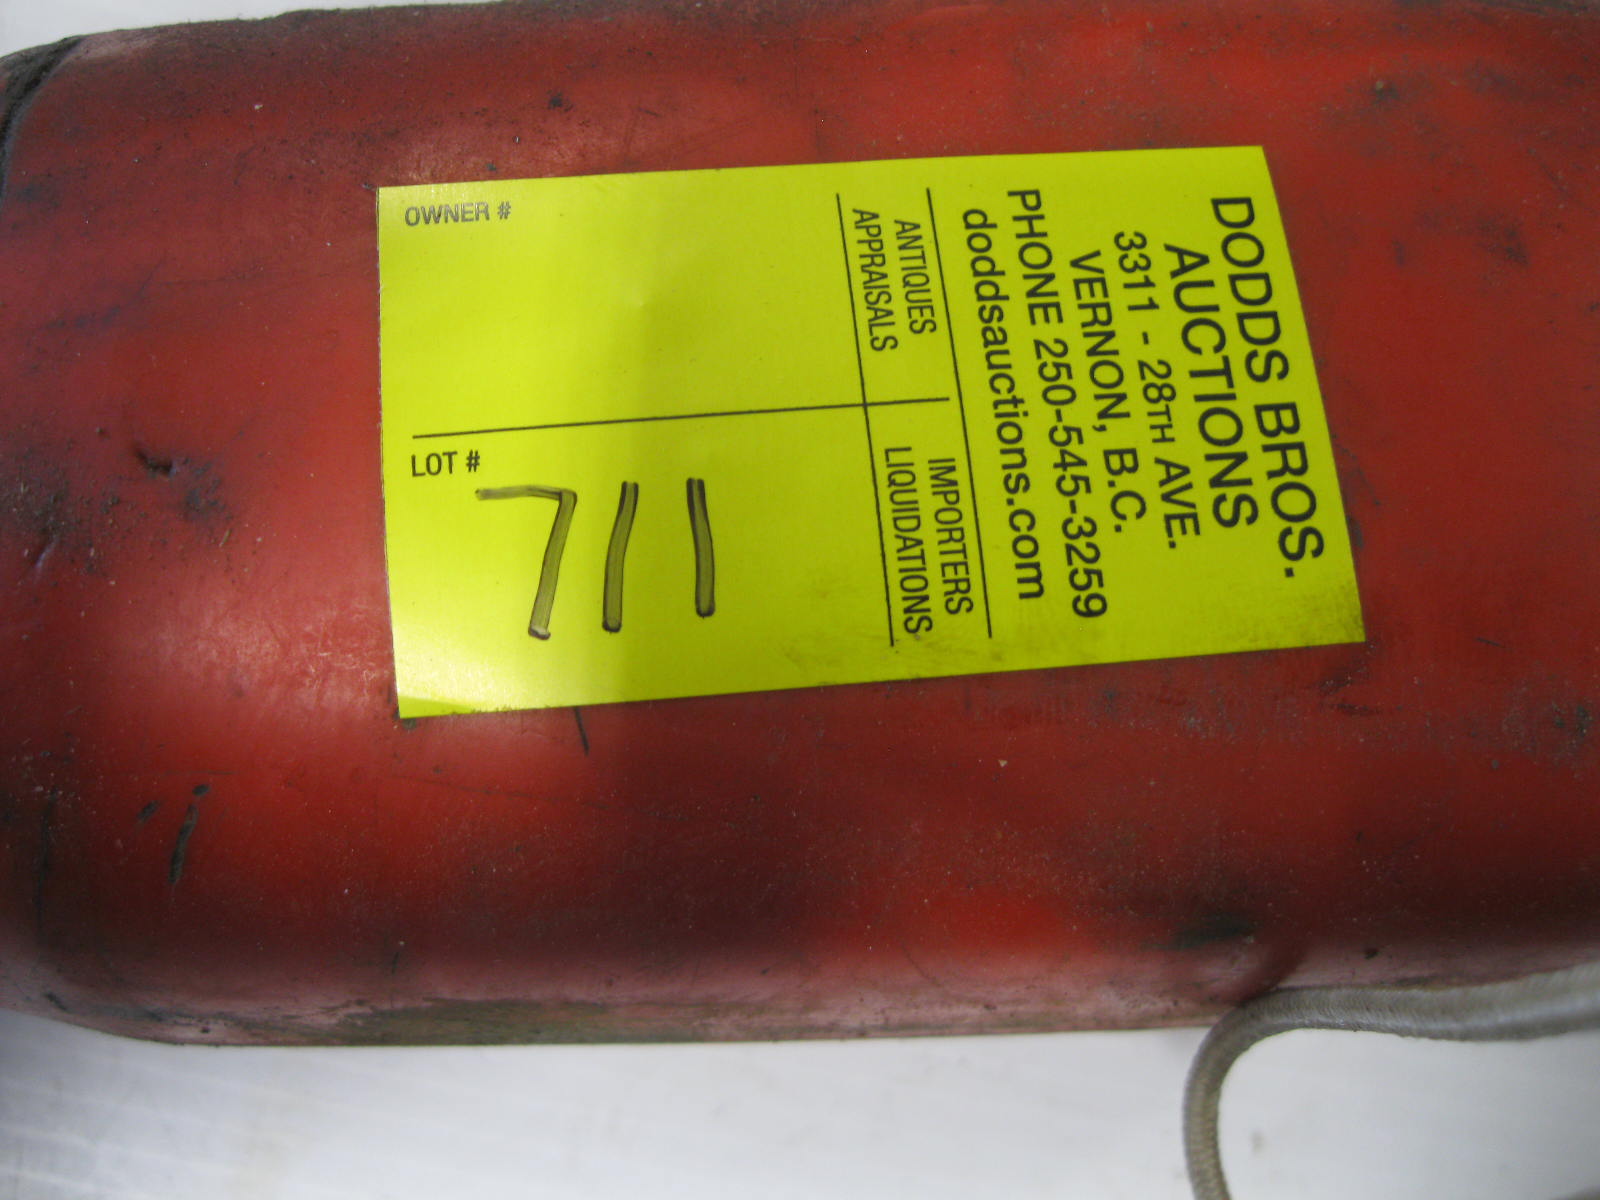 DODDS BROS.
AUCTIONS
3311 - 28TH AVE.
VERNON, B.C.
PHONE 250-545-3259
doddsauctions.com
ANTIQUES
APPRAISALS
IMPORTERS
LIQUIDATIONS
OWNER #
LOT #
711